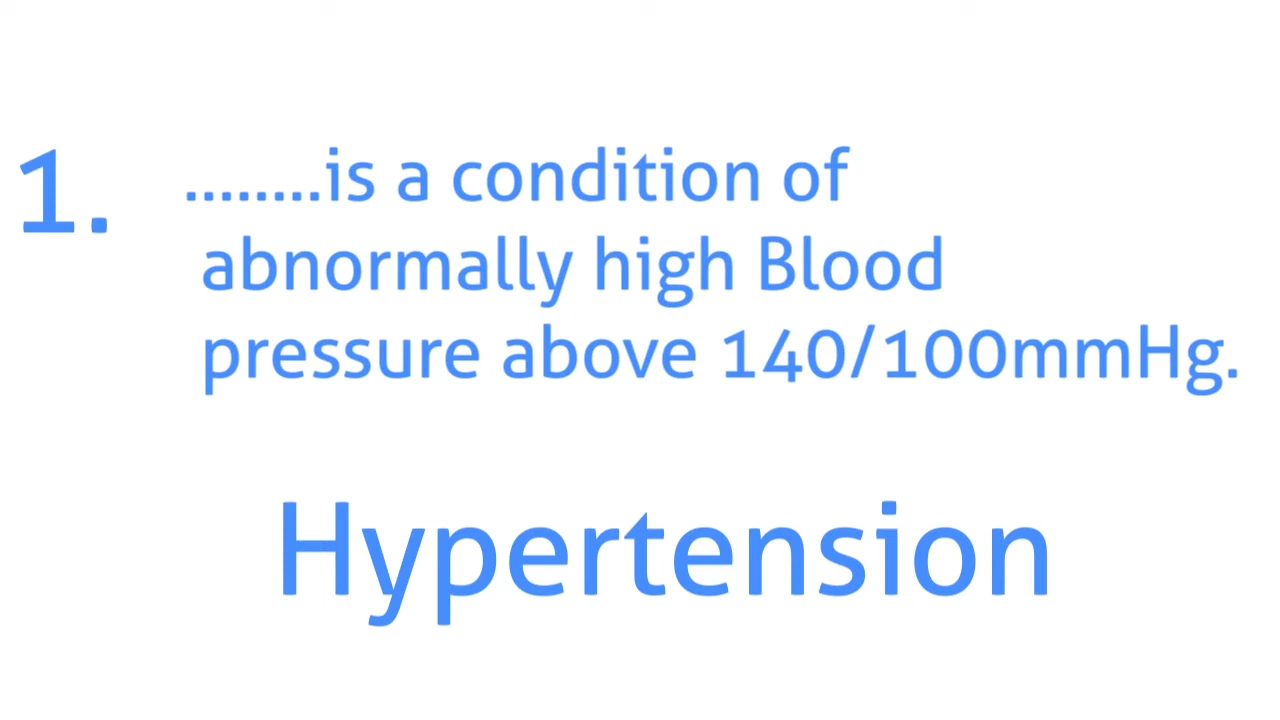 1. ........is a condition of
abnormally high Blood
pressure above 140/100mmHg.
Hypertension